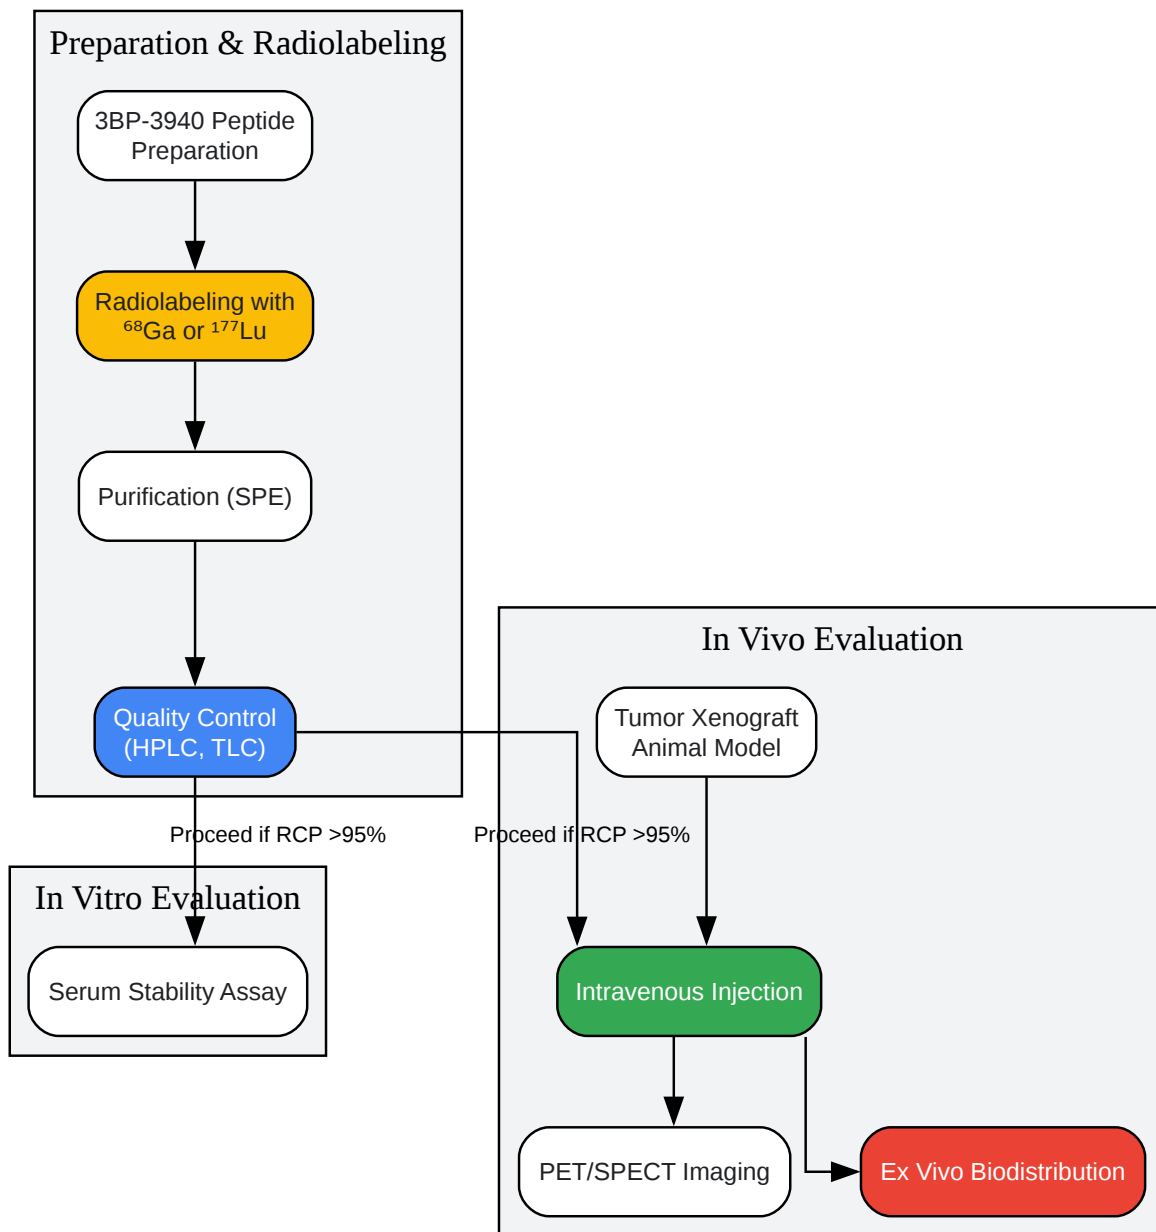 Preparation & Radiolabeling
3BP-3940 Peptide
Preparation
Radiolabeling with
⁶⁸Ga or ¹⁷⁷Lu
Purification (SPE)
Quality Control
(HPLC, TLC)
Proceed if RCP >95%
Proceed if RCP >95%
In Vitro Evaluation
Serum Stability Assay
In Vivo Evaluation
Tumor Xenograft
Animal Model
Intravenous Injection
PET/SPECT Imaging
Ex Vivo Biodistribution